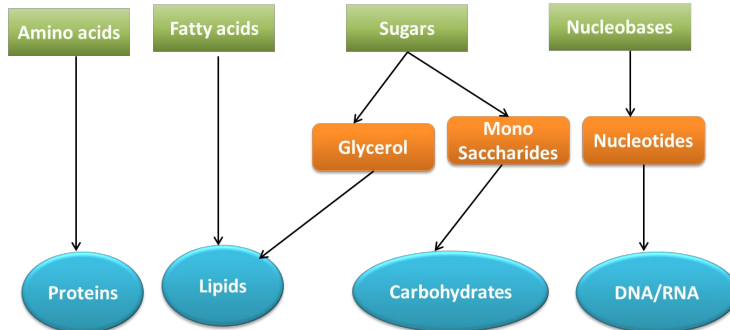 Amino acids
Fatty acids
Sugars
Nucleobases
Glycerol
Mono
Saccharides
Nucleotides
Proteins
Lipids
Carbohydrates
DNA/RNA